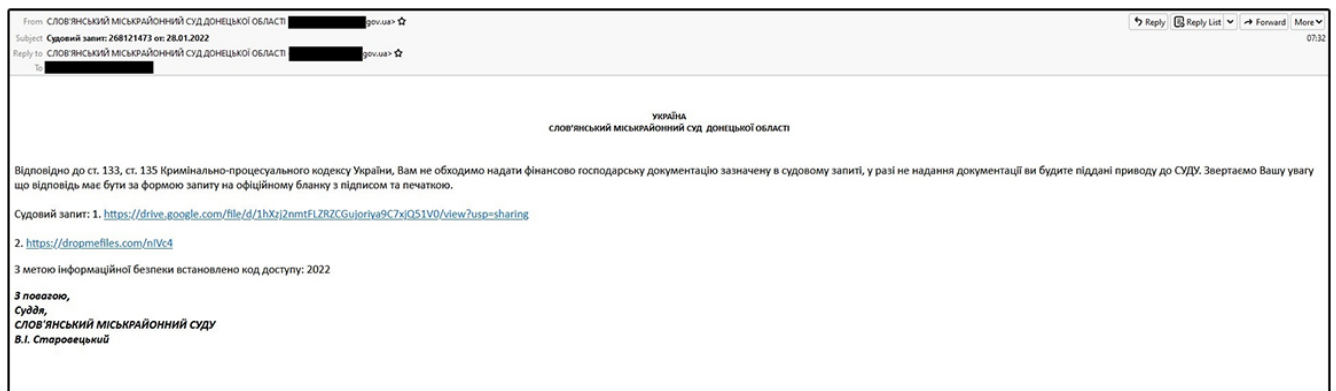 From СЛОВ'ЯНСЬКИЙ МІСЬКРАЙОННИЙ СУД ДОНЕЦЬКОЇ ОБЛАСТІ gov.ua>
Reply Reply List Forward More
Subject Судовий запит: 268121473 от: 28.01.2022
07:32
Reply to СЛОВ'ЯНСЬКИЙ МІСЬКРАЙОННИЙ СУД ДОНЕЦЬКОЇ ОБЛАСТІ gov.ua>
To
УКРАЇНА
СЛОВ'ЯНСЬКИЙ МІСЬКРАЙОННИЙ СУД ДОНЕЦЬКОЇ ОБЛАСТІ
Відповідно до ст. 133, ст. 135 Кримінально-процесуального кодексу України, Вам не обходимо надати фінансово господарську документацію зазначену в судовому запиті, у разі не надання документації ви будите піддані приводу до СУДУ. Звертаємо Вашу увагу
що відповідь має бути за формою запиту на офіційному бланку з підписом та печаткою.
Судовий запит: 1. https://drive.google.com/file/d/1hXzj2nmtFLZRZCGujoriya9C7xjQ51V0/view?usp=sharing
2. https://dropmefiles.com/nIVc4
З метою інформаційної безпеки встановлено код доступу: 2022
З повагою,
Суддя,
СЛОВ'ЯНСЬКИЙ МІСЬКРАЙОННИЙ СУДУ
В.І. Старовецький